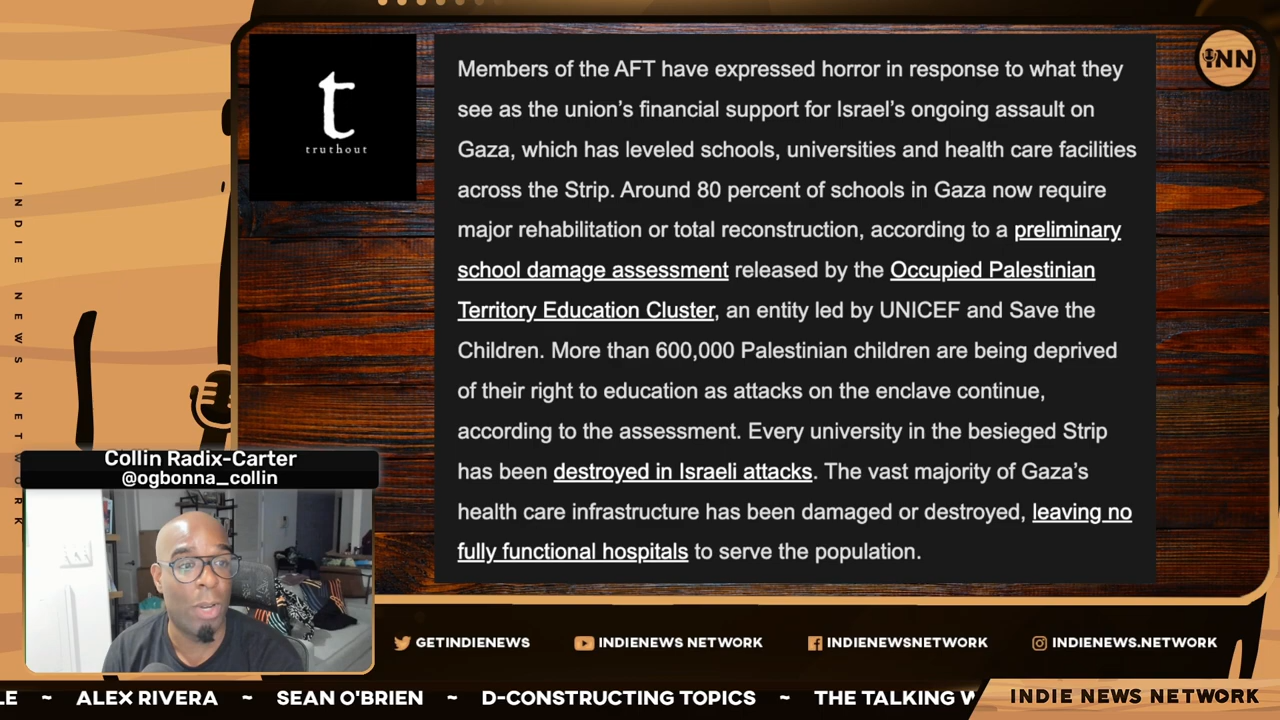 Members of the AFT have expressed horror in response to what they
see as the union’s financial support for Israel’s ongoing assault on
Gaza, which has leveled schools, universities and health care facilities
across the Strip. Around 80 percent of schools in Gaza now require
major rehabilitation or total reconstruction, according to a preliminary
school damage assessment released by the Occupied Palestinian
Territory Education Cluster, an entity led by UNICEF and Save the
Children. More than 600,000 Palestinian children are being deprived
of their right to education as attacks on the enclave continue,
according to the assessment. Every university in the besieged Strip
has been destroyed in Israeli attacks. The vast majority of Gaza’s
health care infrastructure has been damaged or destroyed, leaving no
fully functional hospitals to serve the population.
t
truthout
INN
INDIE NEWS NETWORK
Collin Radix-Carter
@ogbonna_collin
GETINDIENEWS
INDIENEWS NETWORK
INDIENEWSNETWORK
INDIENEWS.NETWORK
LE ~ ALEX RIVERA ~ SEAN O'BRIEN ~ D-CONSTRUCTING TOPICS ~ THE TALKING W
INDIE NEWS NETWORK